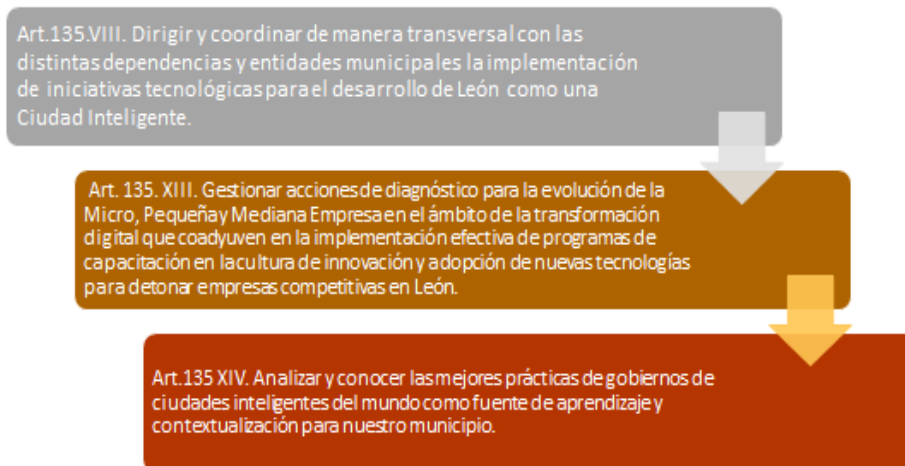 Art.135.VIII. Dirigir y coordinar de manera transversal con las
distintas dependencias y entidades municipales la implementación
de iniciativas tecnológicas para el desarrollo de León como una
Ciudad Inteligente.
Art. 135. XIII. Gestionar acciones de diagnóstico para la evolución de la
Micro, Pequeña y Mediana Empresa en el ámbito de la transformación
digital que coadyuven en la implementación efectiva de programas de
capacitación en la cultura de innovación y adopción de nuevas tecnologías
para detonar empresas competitivas en León.
Art.135 XIV. Analizar y conocer las mejores prácticas de gobiernos de
ciudades inteligentes del mundo como fuente de aprendizaje y
contextualización para nuestro municipio.